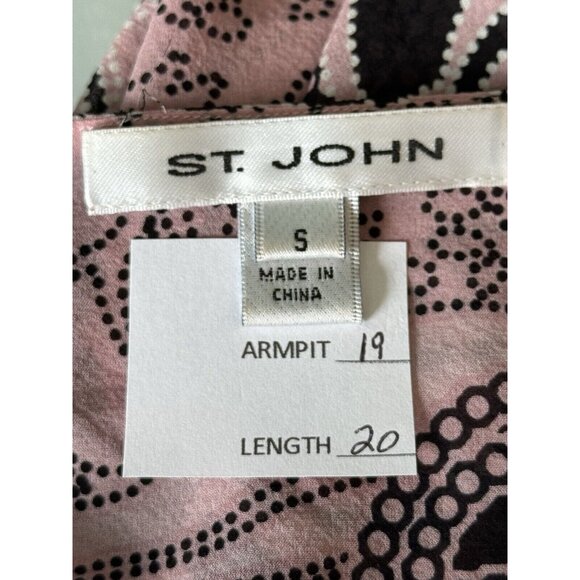 ST. JOHN
S
MADE IN
CHINA
ARMPIT 19
LENGTH 20